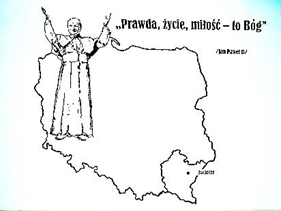 „Prawda, życie, miłość – to Bóg”
/Jan Paweł II/